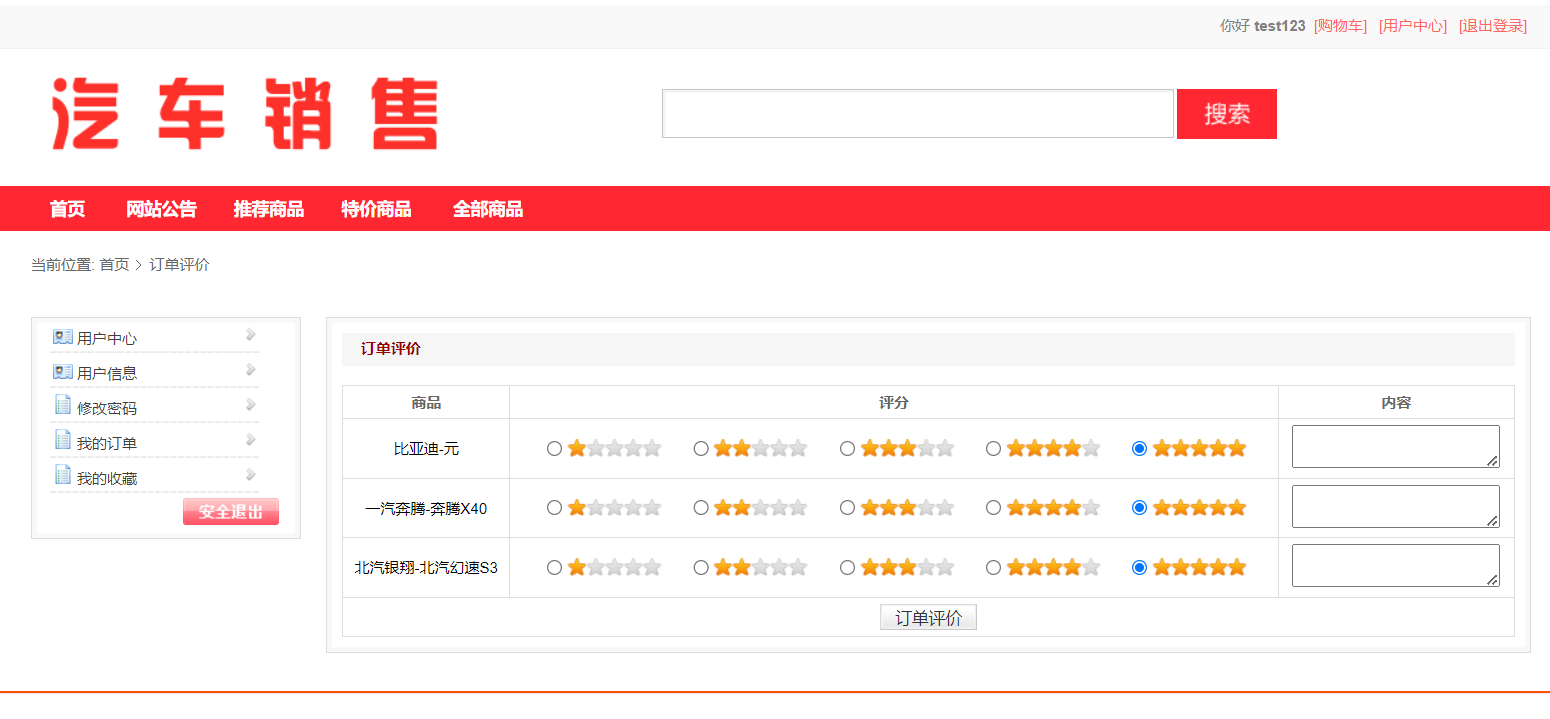 你好 test123 [购物车] [用户中心] [退出登录]
汽车销售
搜索
首页 网站公告 推荐商品 特价商品 全部商品
当前位置: 首页 > 订单评价
用户中心
用户信息
修改密码
我的订单
我的收藏
安全退出
订单评价
商品 评分 内容
比亚迪-元
一汽奔腾-奔腾X40
北汽银翔-北汽幻速S3
订单评价